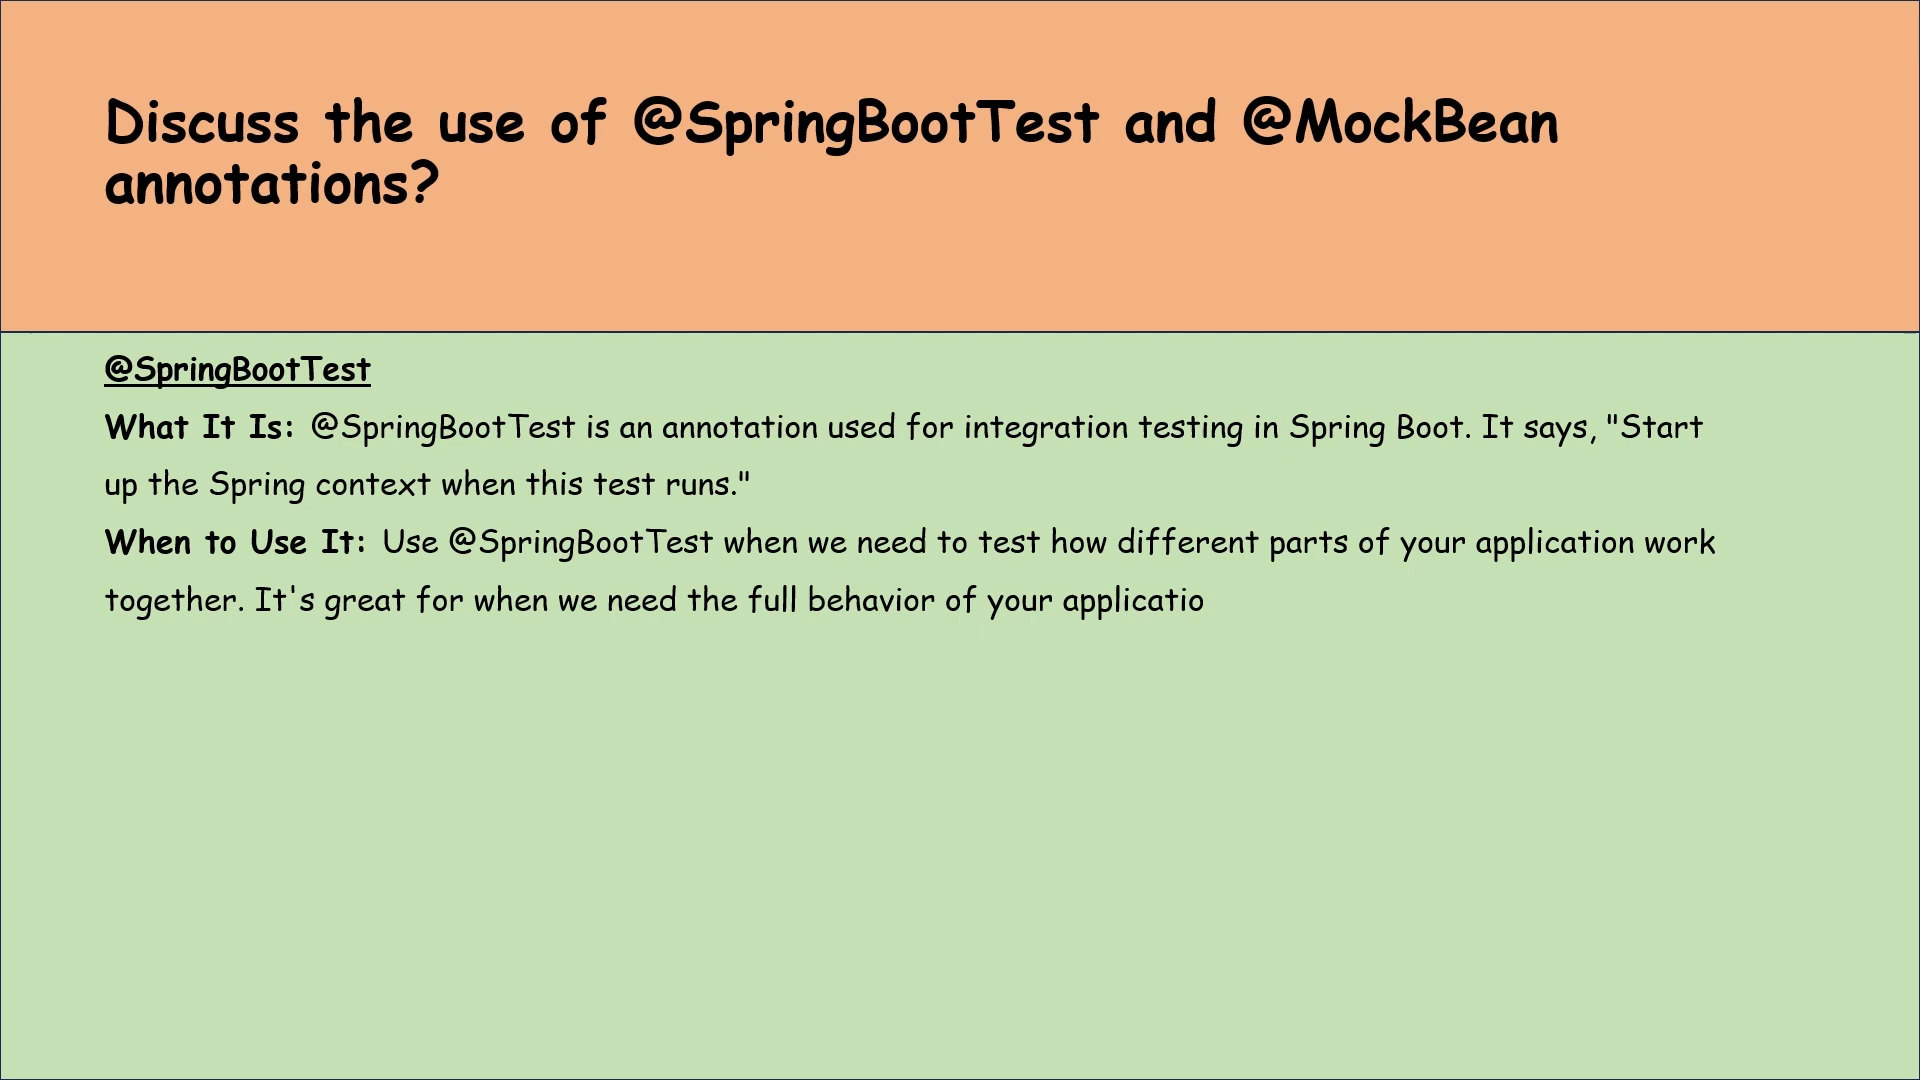 Discuss the use of @SpringBootTest and @MockBean
annotations?
@SpringBootTest
What It Is: @SpringBootTest is an annotation used for integration testing in Spring Boot. It says, "Start
up the Spring context when this test runs."
When to Use It: Use @SpringBootTest when we need to test how different parts of your application work
together. It's great for when we need the full behavior of your applicatio